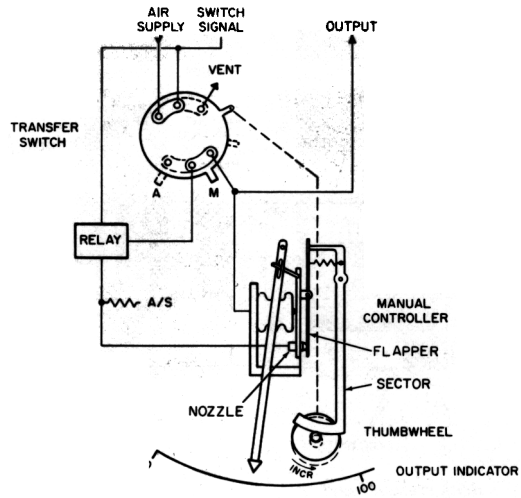 AIR
SUPPLY
SWITCH
SIGNAL
OUTPUT
VENT
TRANSFER
SWITCH
A
M
RELAY
A/S
MANUAL
CONTROLLER
FLAPPER
SECTOR
NOZZLE
THUMBWHEEL
INCR
OUTPUT INDICATOR
100